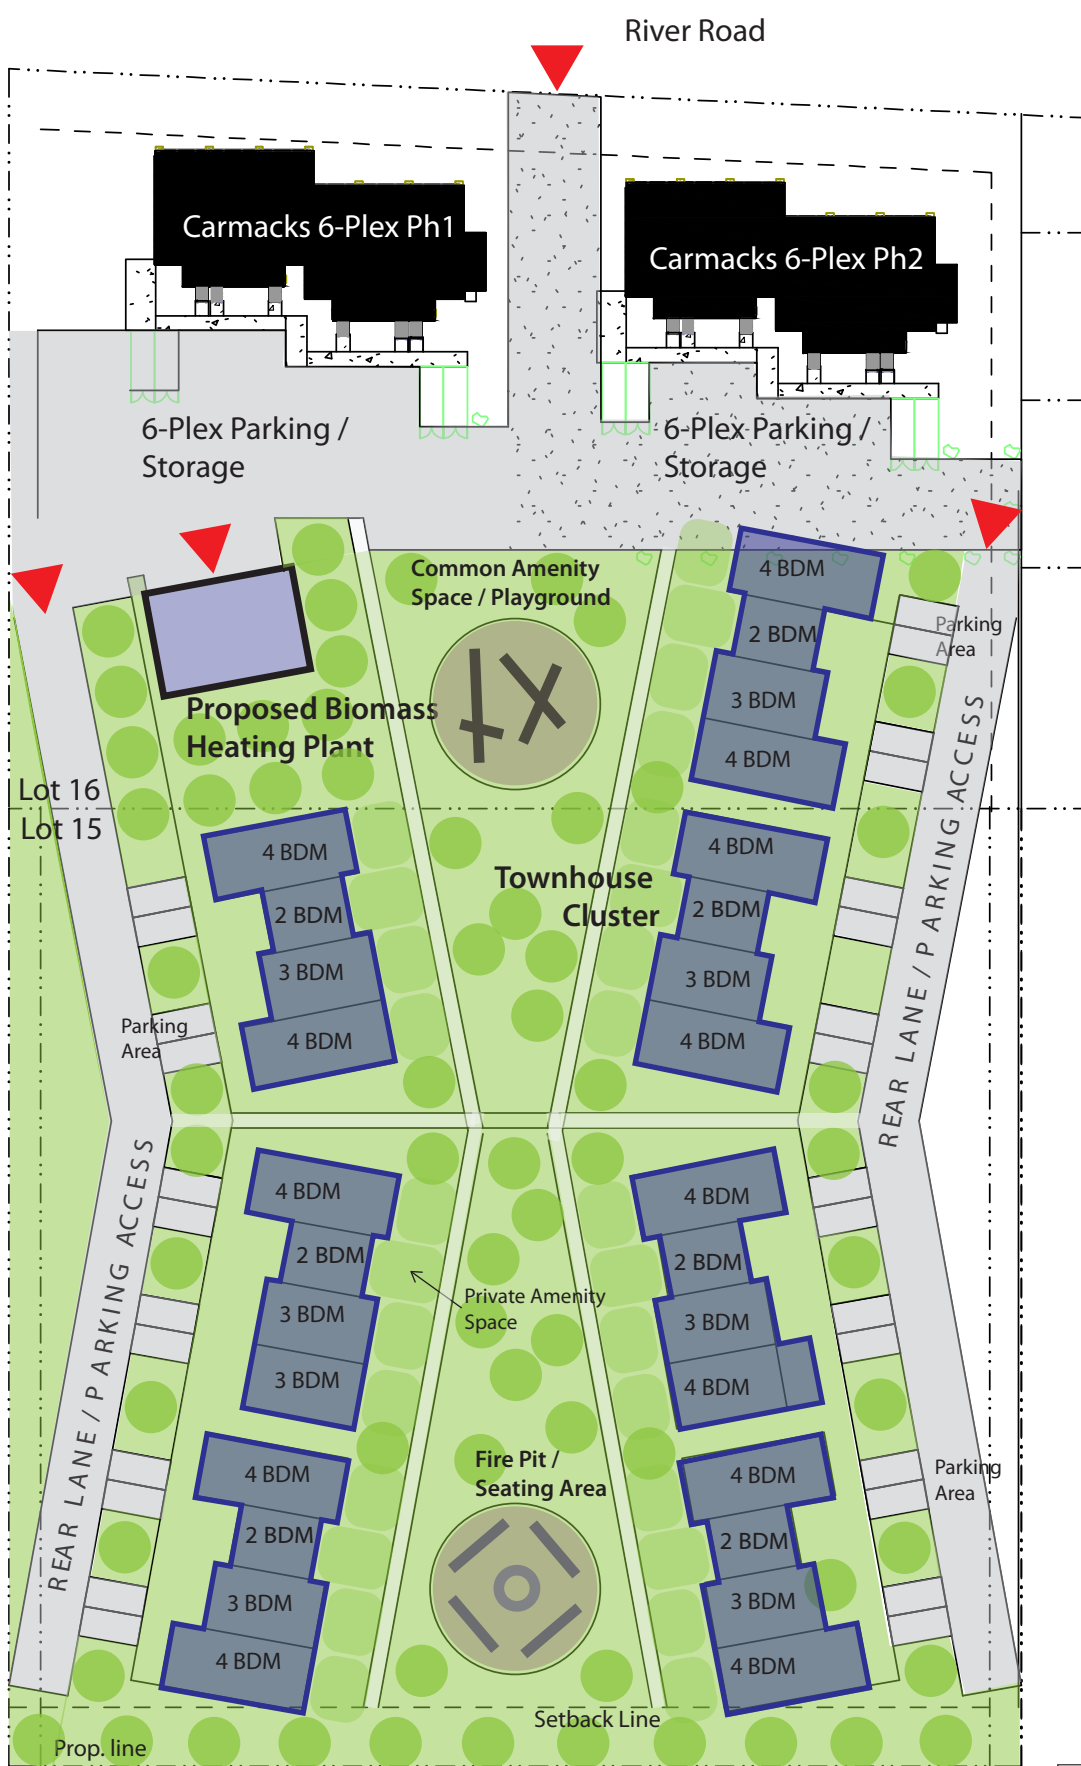 River Road
Carmacks 6-Plex Ph1
Carmacks 6-Plex Ph2
6-Plex Parking /
Storage
6-Plex Parking /
Storage
Common Amenity
Space / Playground
4 BDM
2 BDM
3 BDM
4 BDM
Parking
Area
Proposed Biomass
Heating Plant
Lot 16
Lot 15
4 BDM
2 BDM
3 BDM
4 BDM
Townhouse
Cluster
4 BDM
2 BDM
3 BDM
4 BDM
REAR LANE / PARKING ACCESS
Parking
Area
REAR LANE / PARKING ACCESS
4 BDM
2 BDM
3 BDM
3 BDM
Private Amenity
Space
4 BDM
2 BDM
3 BDM
4 BDM
Fire Pit /
Seating Area
4 BDM
2 BDM
3 BDM
4 BDM
4 BDM
2 BDM
3 BDM
4 BDM
Parking
Area
Setback Line
Prop. line